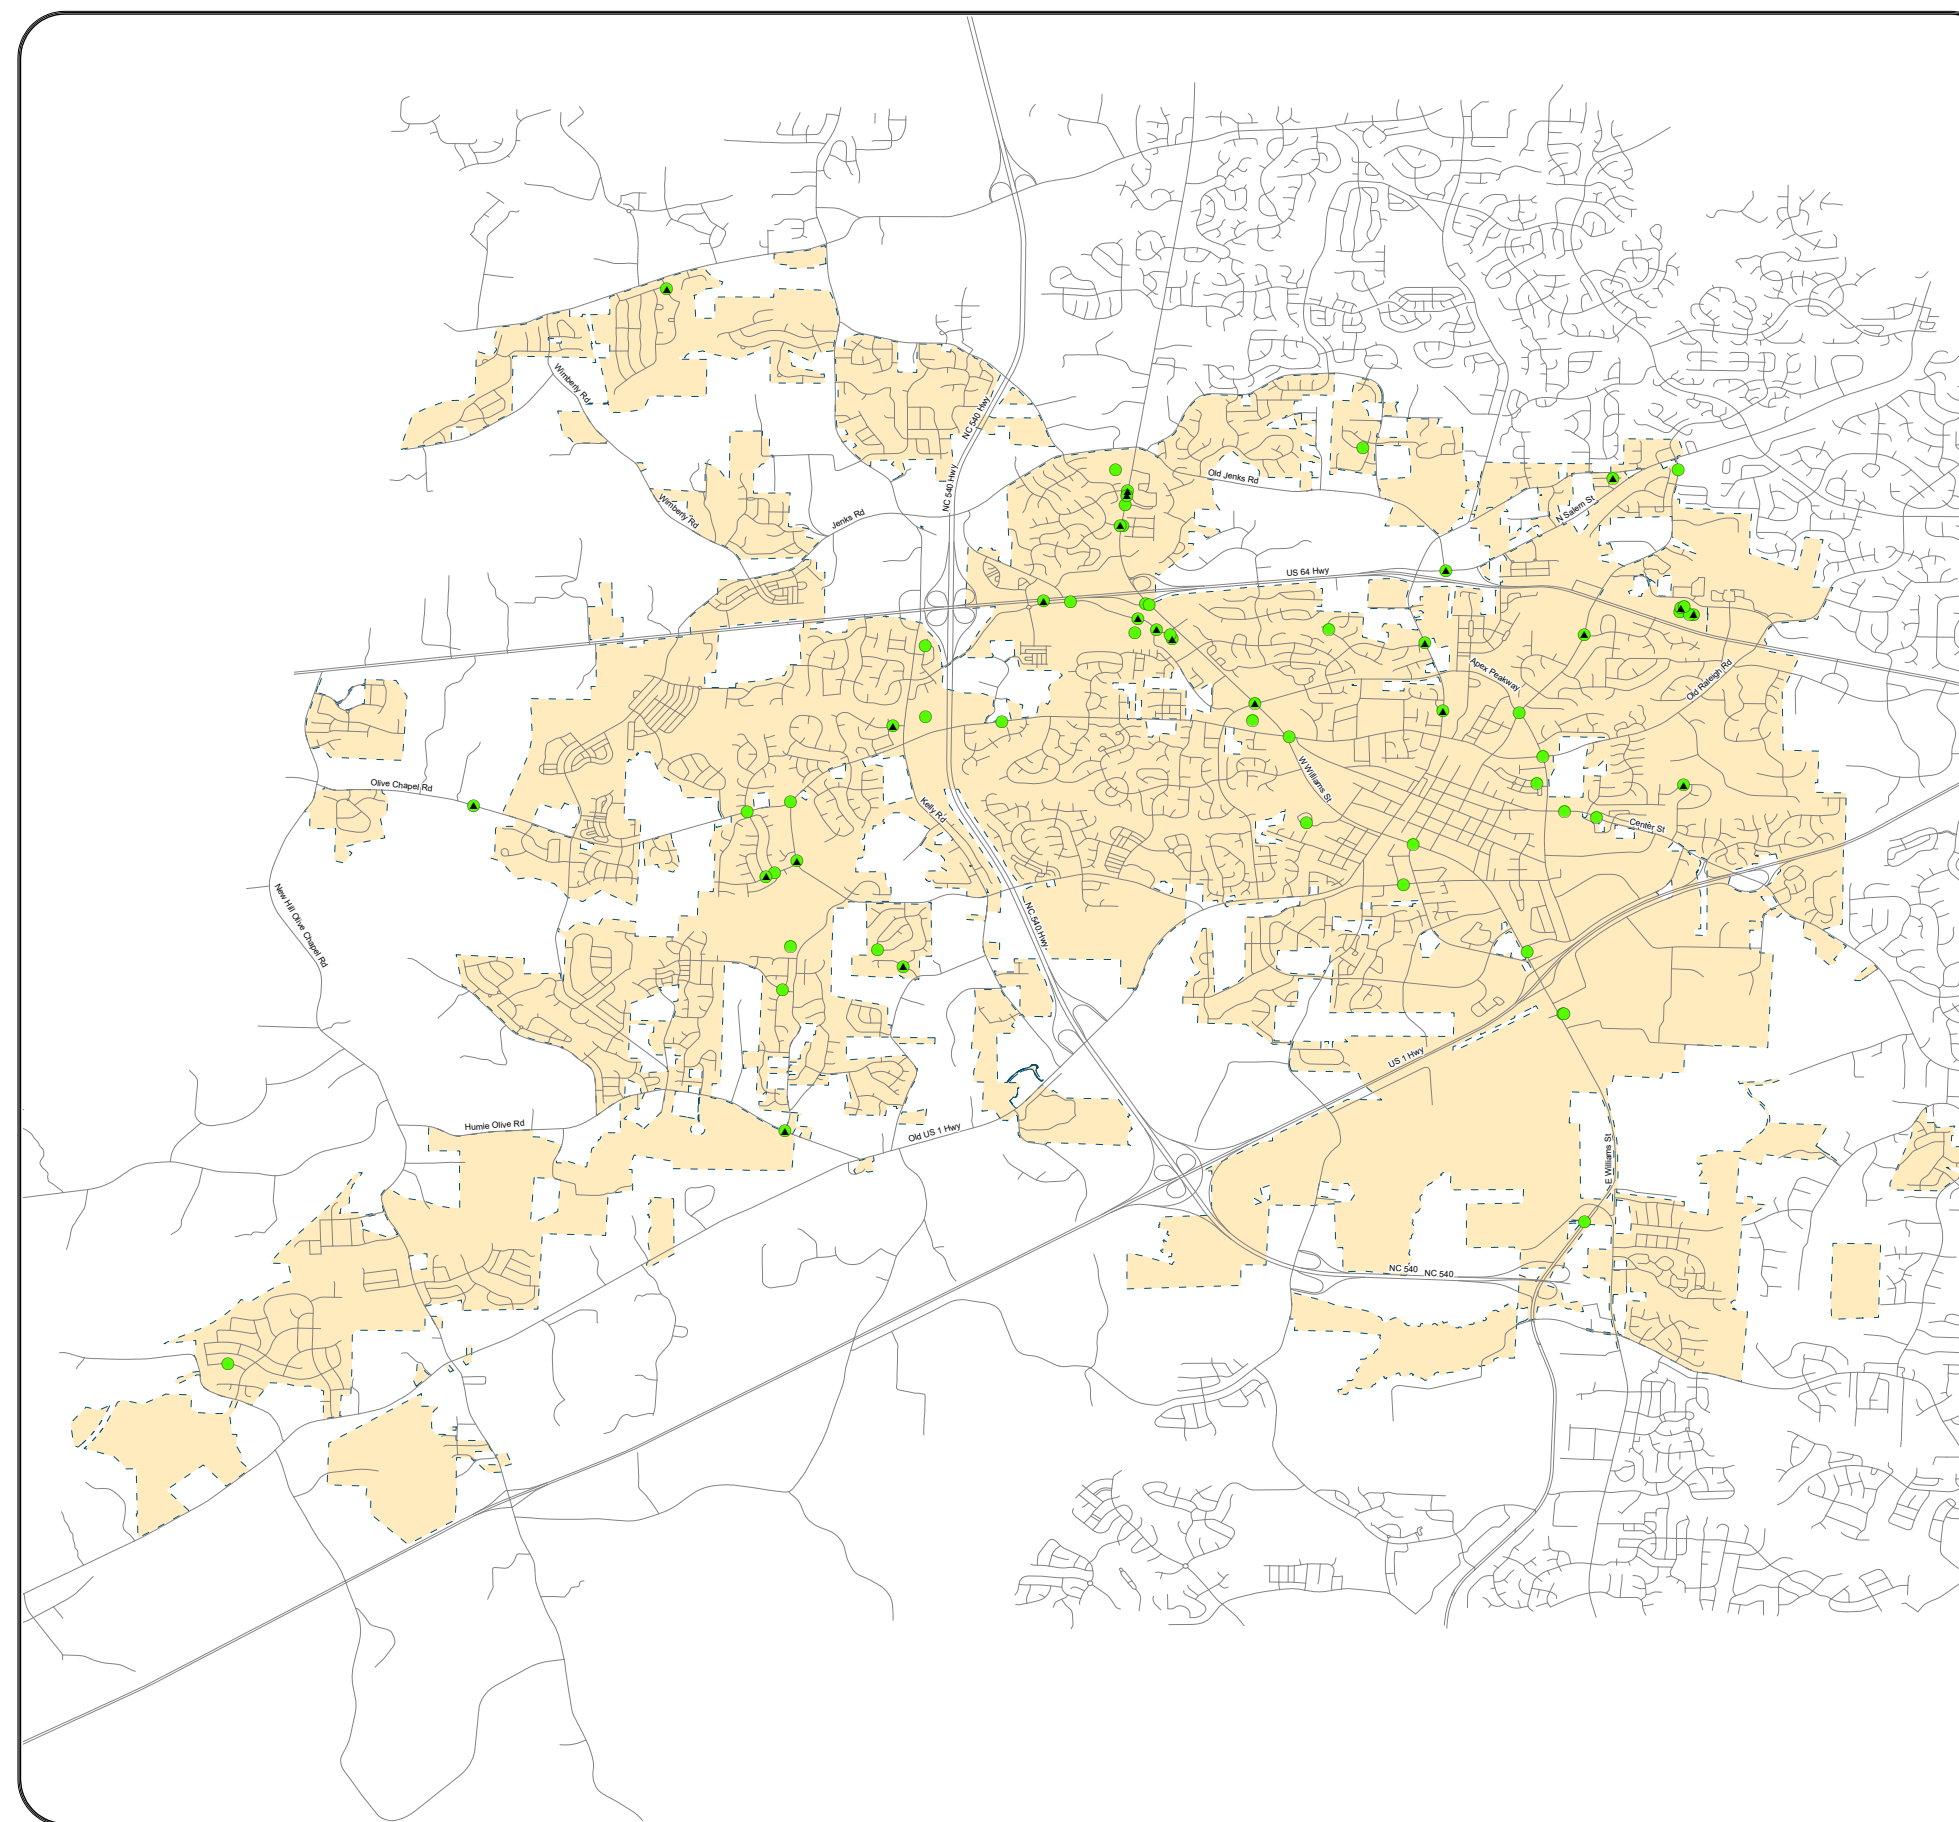 Wimberly Rd
NC 540 Hwy
NC 540 Hwy
Old Jenks Rd
Wimberly Rd
Jenks Rd
N Salem St
US 64 Hwy
Apex Peakway
Old Raleigh Rd
Olive Chapel Rd
W Williams St
Kelly Rd
Center St
New Hill Olive Chapel Rd
NC 540 Hwy
US 1 Hwy
Humie Olive Rd
Old US 1 Hwy
E Williams St
NC 540
NC 540